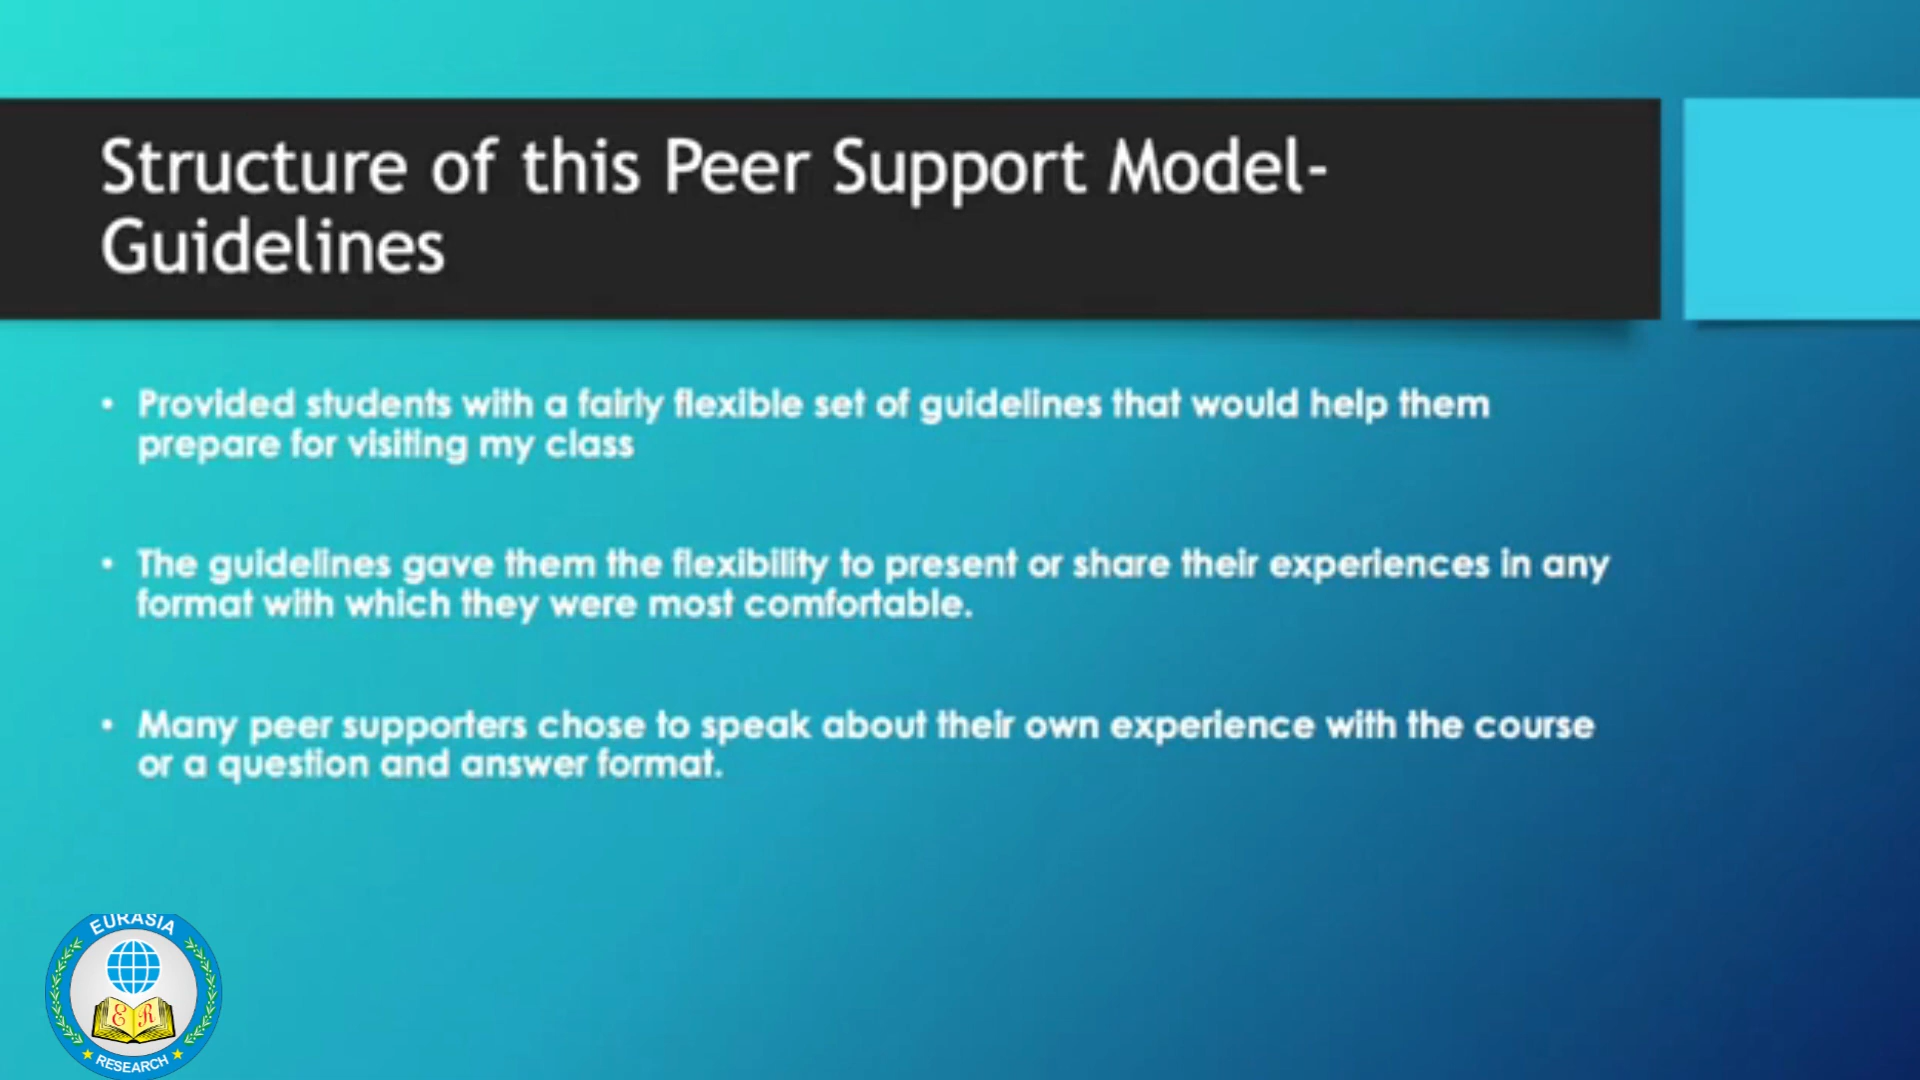 Structure of this Peer Support Model-
Guidelines
• Provided students with a fairly flexible set of guidelines that would help them
prepare for visiting my class
• The guidelines gave them the flexibility to present or share their experiences in any
format with which they were most comfortable.
• Many peer supporters chose to speak about their own experience with the course
or a question and answer format.
EURASIA
E R
RESEARCH